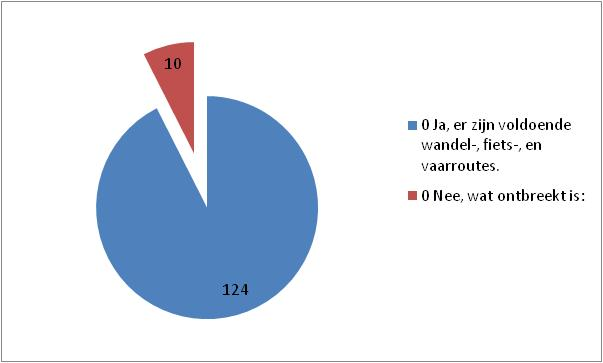 10
0 Ja, er zijn voldoende
wandel-, fiets-, en
vaarroutes.
0 Nee, wat ontbreekt is:
124